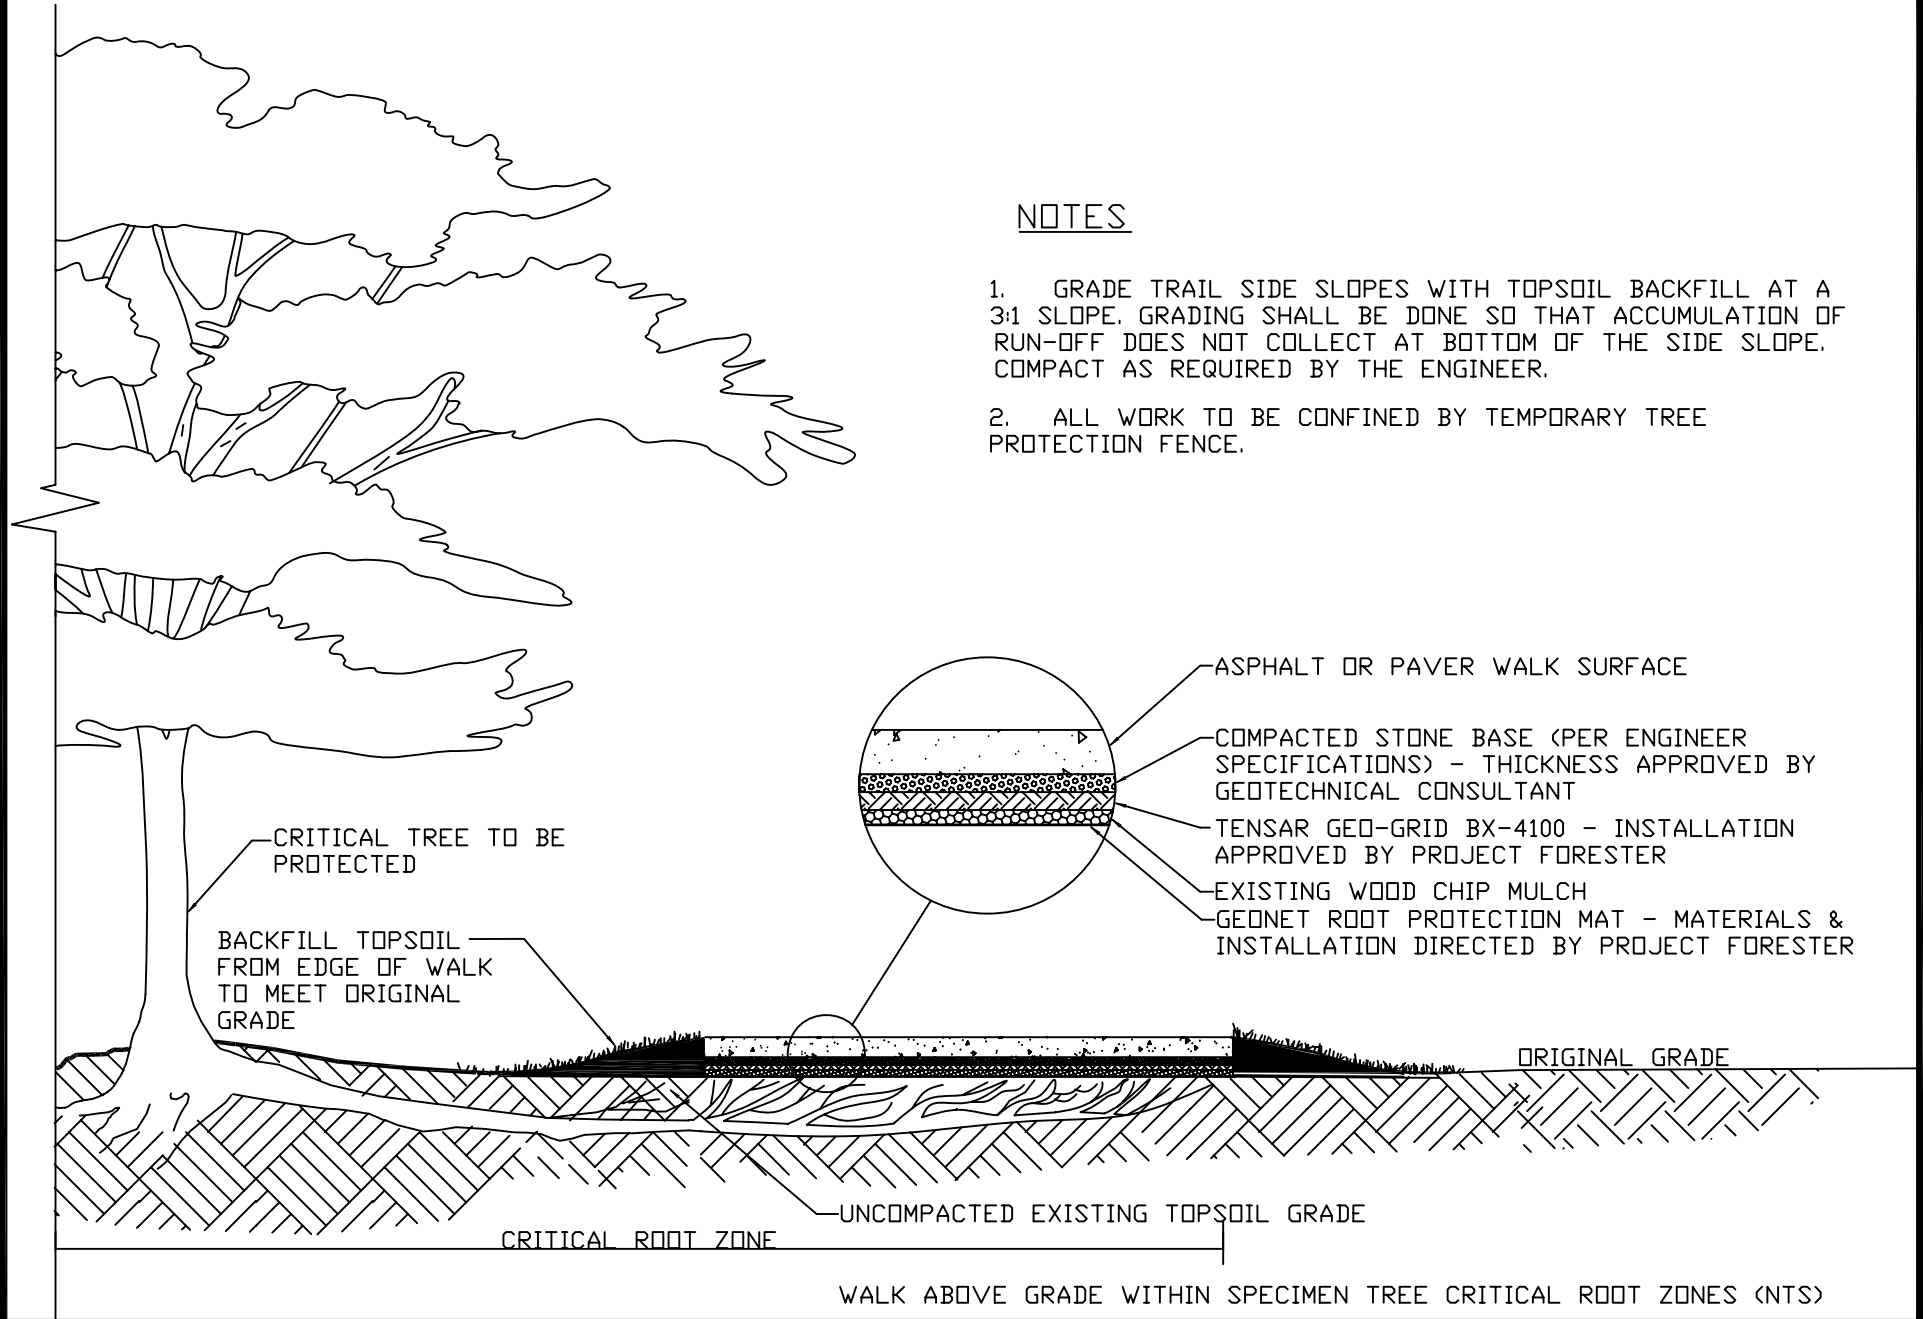 NOTES
1. GRADE TRAIL SIDE SLOPES WITH TOPSOIL BACKFILL AT A
3:1 SLOPE. GRADING SHALL BE DONE SO THAT ACCUMULATION OF
RUN-OFF DOES NOT COLLECT AT BOTTOM OF THE SIDE SLOPE.
COMPACT AS REQUIRED BY THE ENGINEER.
2. ALL WORK TO BE CONFINED BY TEMPORARY TREE
PROTECTION FENCE.
ASPHALT OR PAVER WALK SURFACE
COMPACTED STONE BASE (PER ENGINEER
SPECIFICATIONS) - THICKNESS APPROVED BY
GEOTECHNICAL CONSULTANT
TENSAR GEO-GRID BX-4100 - INSTALLATION
APPROVED BY PROJECT FORESTER
EXISTING WOOD CHIP MULCH
GEONET ROOT PROTECTION MAT - MATERIALS &
INSTALLATION DIRECTED BY PROJECT FORESTER
CRITICAL TREE TO BE
PROTECTED
BACKFILL TOPSOIL
FROM EDGE OF WALK
TO MEET ORIGINAL
GRADE
ORIGINAL GRADE
UNCOMPACTED EXISTING TOPSOIL GRADE
CRITICAL ROOT ZONE
WALK ABOVE GRADE WITHIN SPECIMEN TREE CRITICAL ROOT ZONES (NTS)